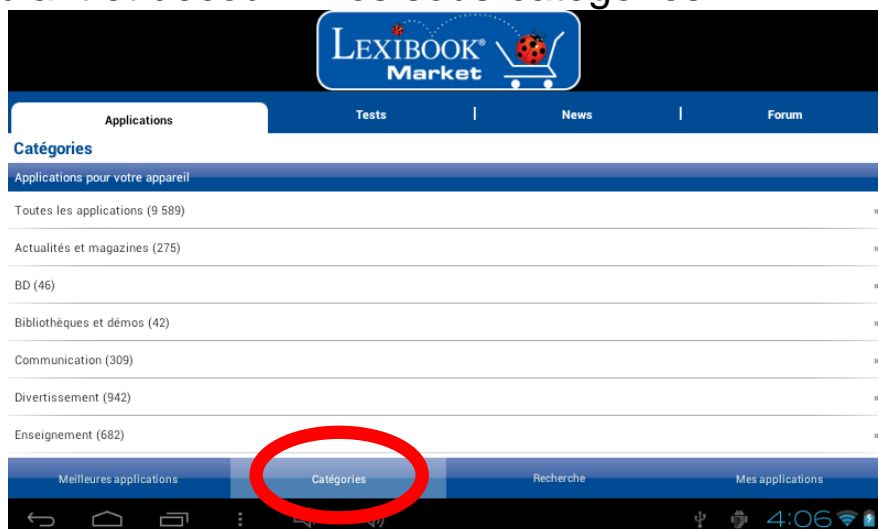 LEXIBOOK®
Market
Applications Tests | News | Forum
Catégories
Applications pour votre appareil
Toutes les applications (9 589)
Actualités et magazines (275)
BD (46)
Bibliothèques et démos (42)
Communication (309)
Divertissement (942)
Enseignement (682)
Meilleures applications Catégories Recherche Mes applications
4:06